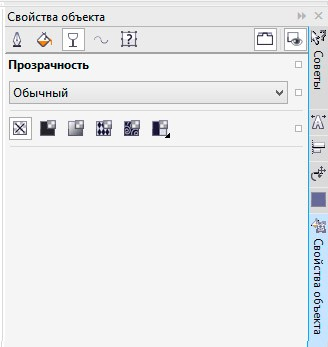 Свойства объекта
Прозрачность
Обычный
Советы
Свойства объекта